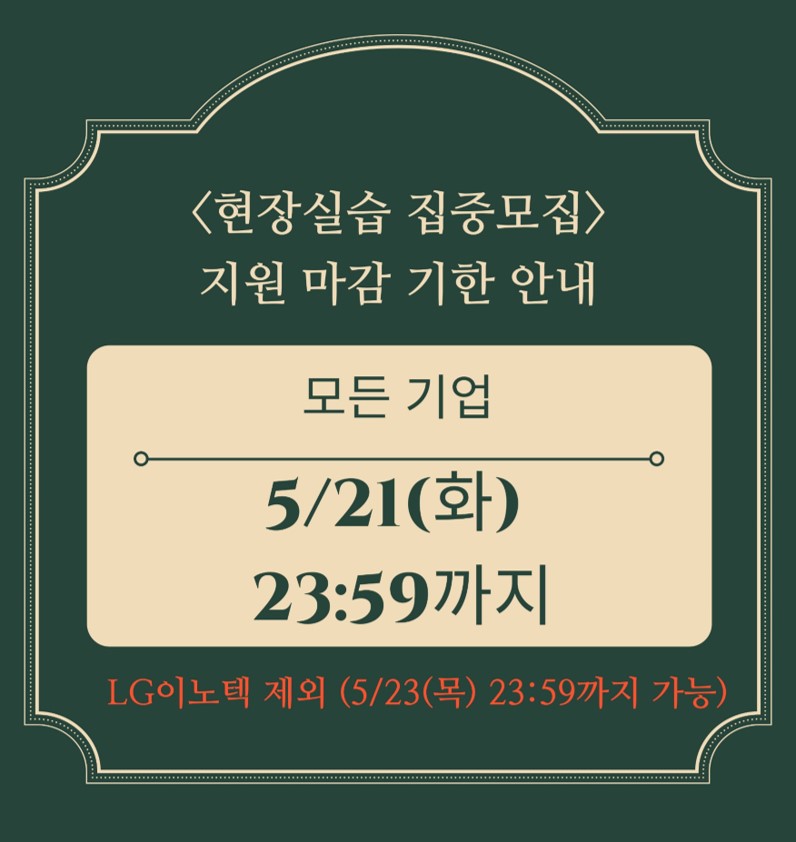 〈현장실습 집중모집〉
지원 마감 기한 안내
모든 기업
5/21(화)
23:59까지
LG이노텍 제외 (5/23(목) 23:59까지 가능)